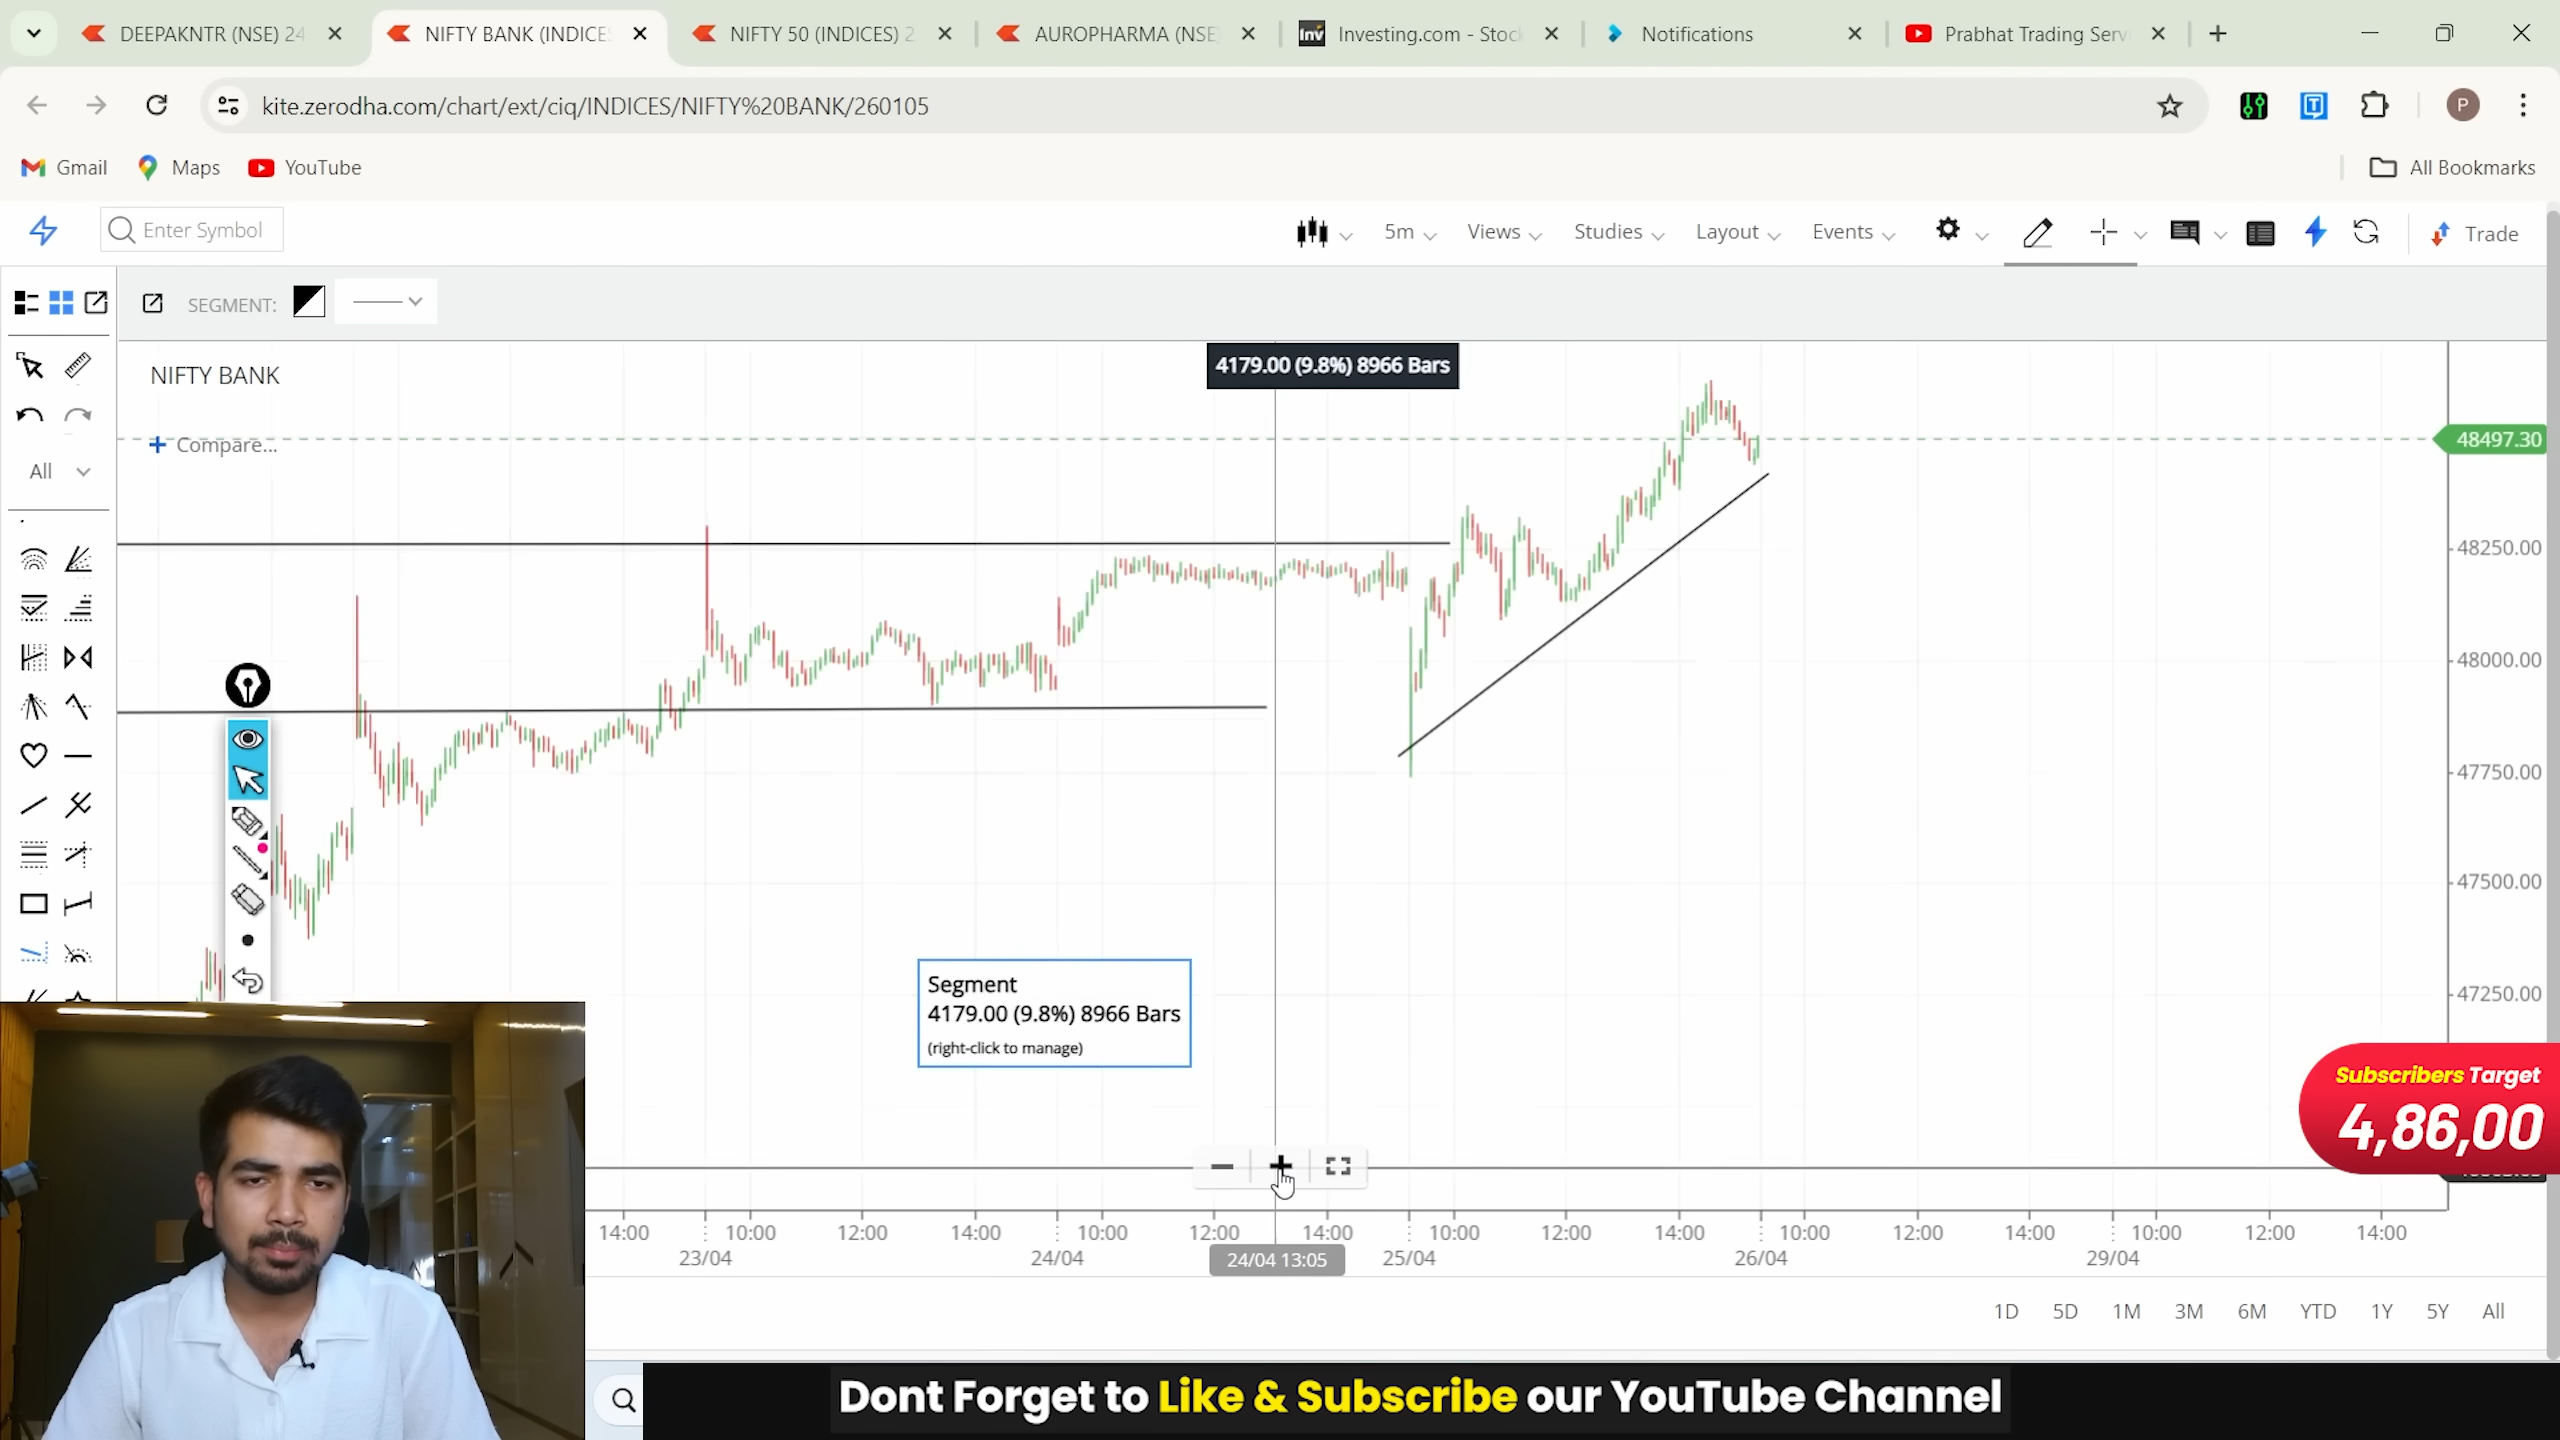 DEEPAKNTR (NSE) 24
NIFTY BANK (INDICES
NIFTY 50 (INDICES) 2
AUROPHARMA (NSE)
Investing.com - Stoc
Notifications
Prabhat Trading Serv
kite.zerodha.com/chart/ext/ciq/INDICES/NIFTY%20BANK/260105
P
Gmail
Maps
YouTube
All Bookmarks
Enter Symbol
5m
Views
Studies
Layout
Events
Trade
SEGMENT:
4179.00 (9.8%) 8966 Bars
NIFTY BANK
Compare...
All
48497.30
48250.00
48000.00
47750.00
47500.00
47250.00
Segment
4179.00 (9.8%) 8966 Bars
(right-click to manage)
Subscribers Target
4,86,00
14:00 10:00 12:00 14:00 10:00 12:00 14:00 10:00 12:00 14:00 10:00 12:00 14:00 10:00 12:00 14:00
23/04 24/04 24/04 13:05 25/04 26/04 29/04
1D 5D 1M 3M 6M YTD 1Y 5Y All
Dont Forget to Like & Subscribe our YouTube Channel